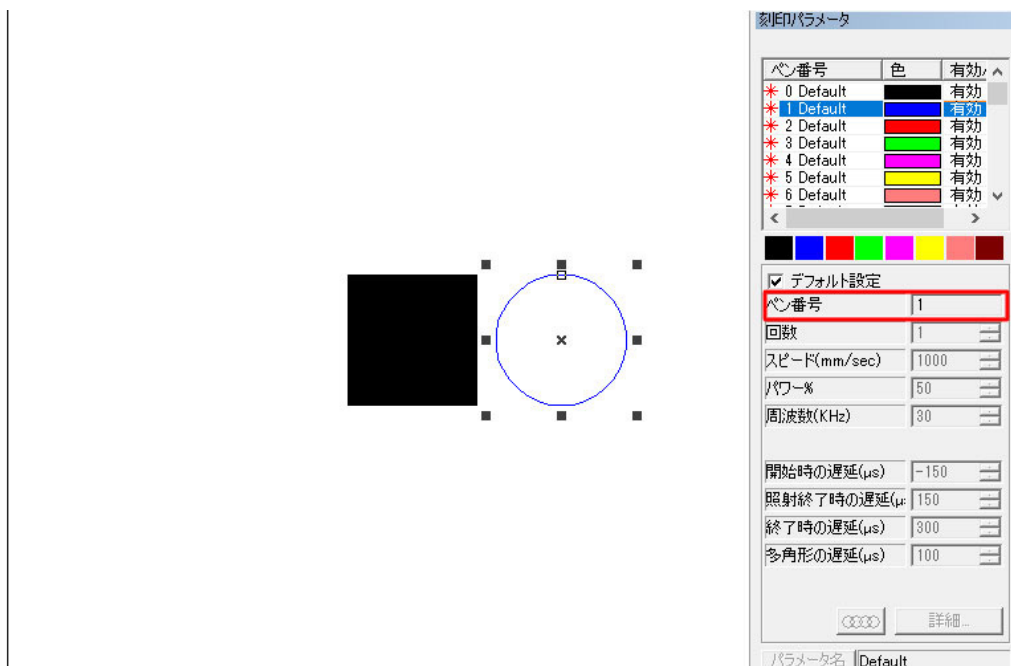 刻印パラメータ
ペン番号 色 有効/
0 Default 有効
1 Default 有効
2 Default 有効
3 Default 有効
4 Default 有効
5 Default 有効
6 Default 有効
デフォルト設定
ペン番号 1
回数 1
スピード(mm/sec) 1000
パワー% 50
周波数(KHz) 30
開始時の遅延(μs) -150
照射終了時の遅延(μ: 150
終了時の遅延(μs) 300
多角形の遅延(μs) 100
詳細...
パラメータ名 Default